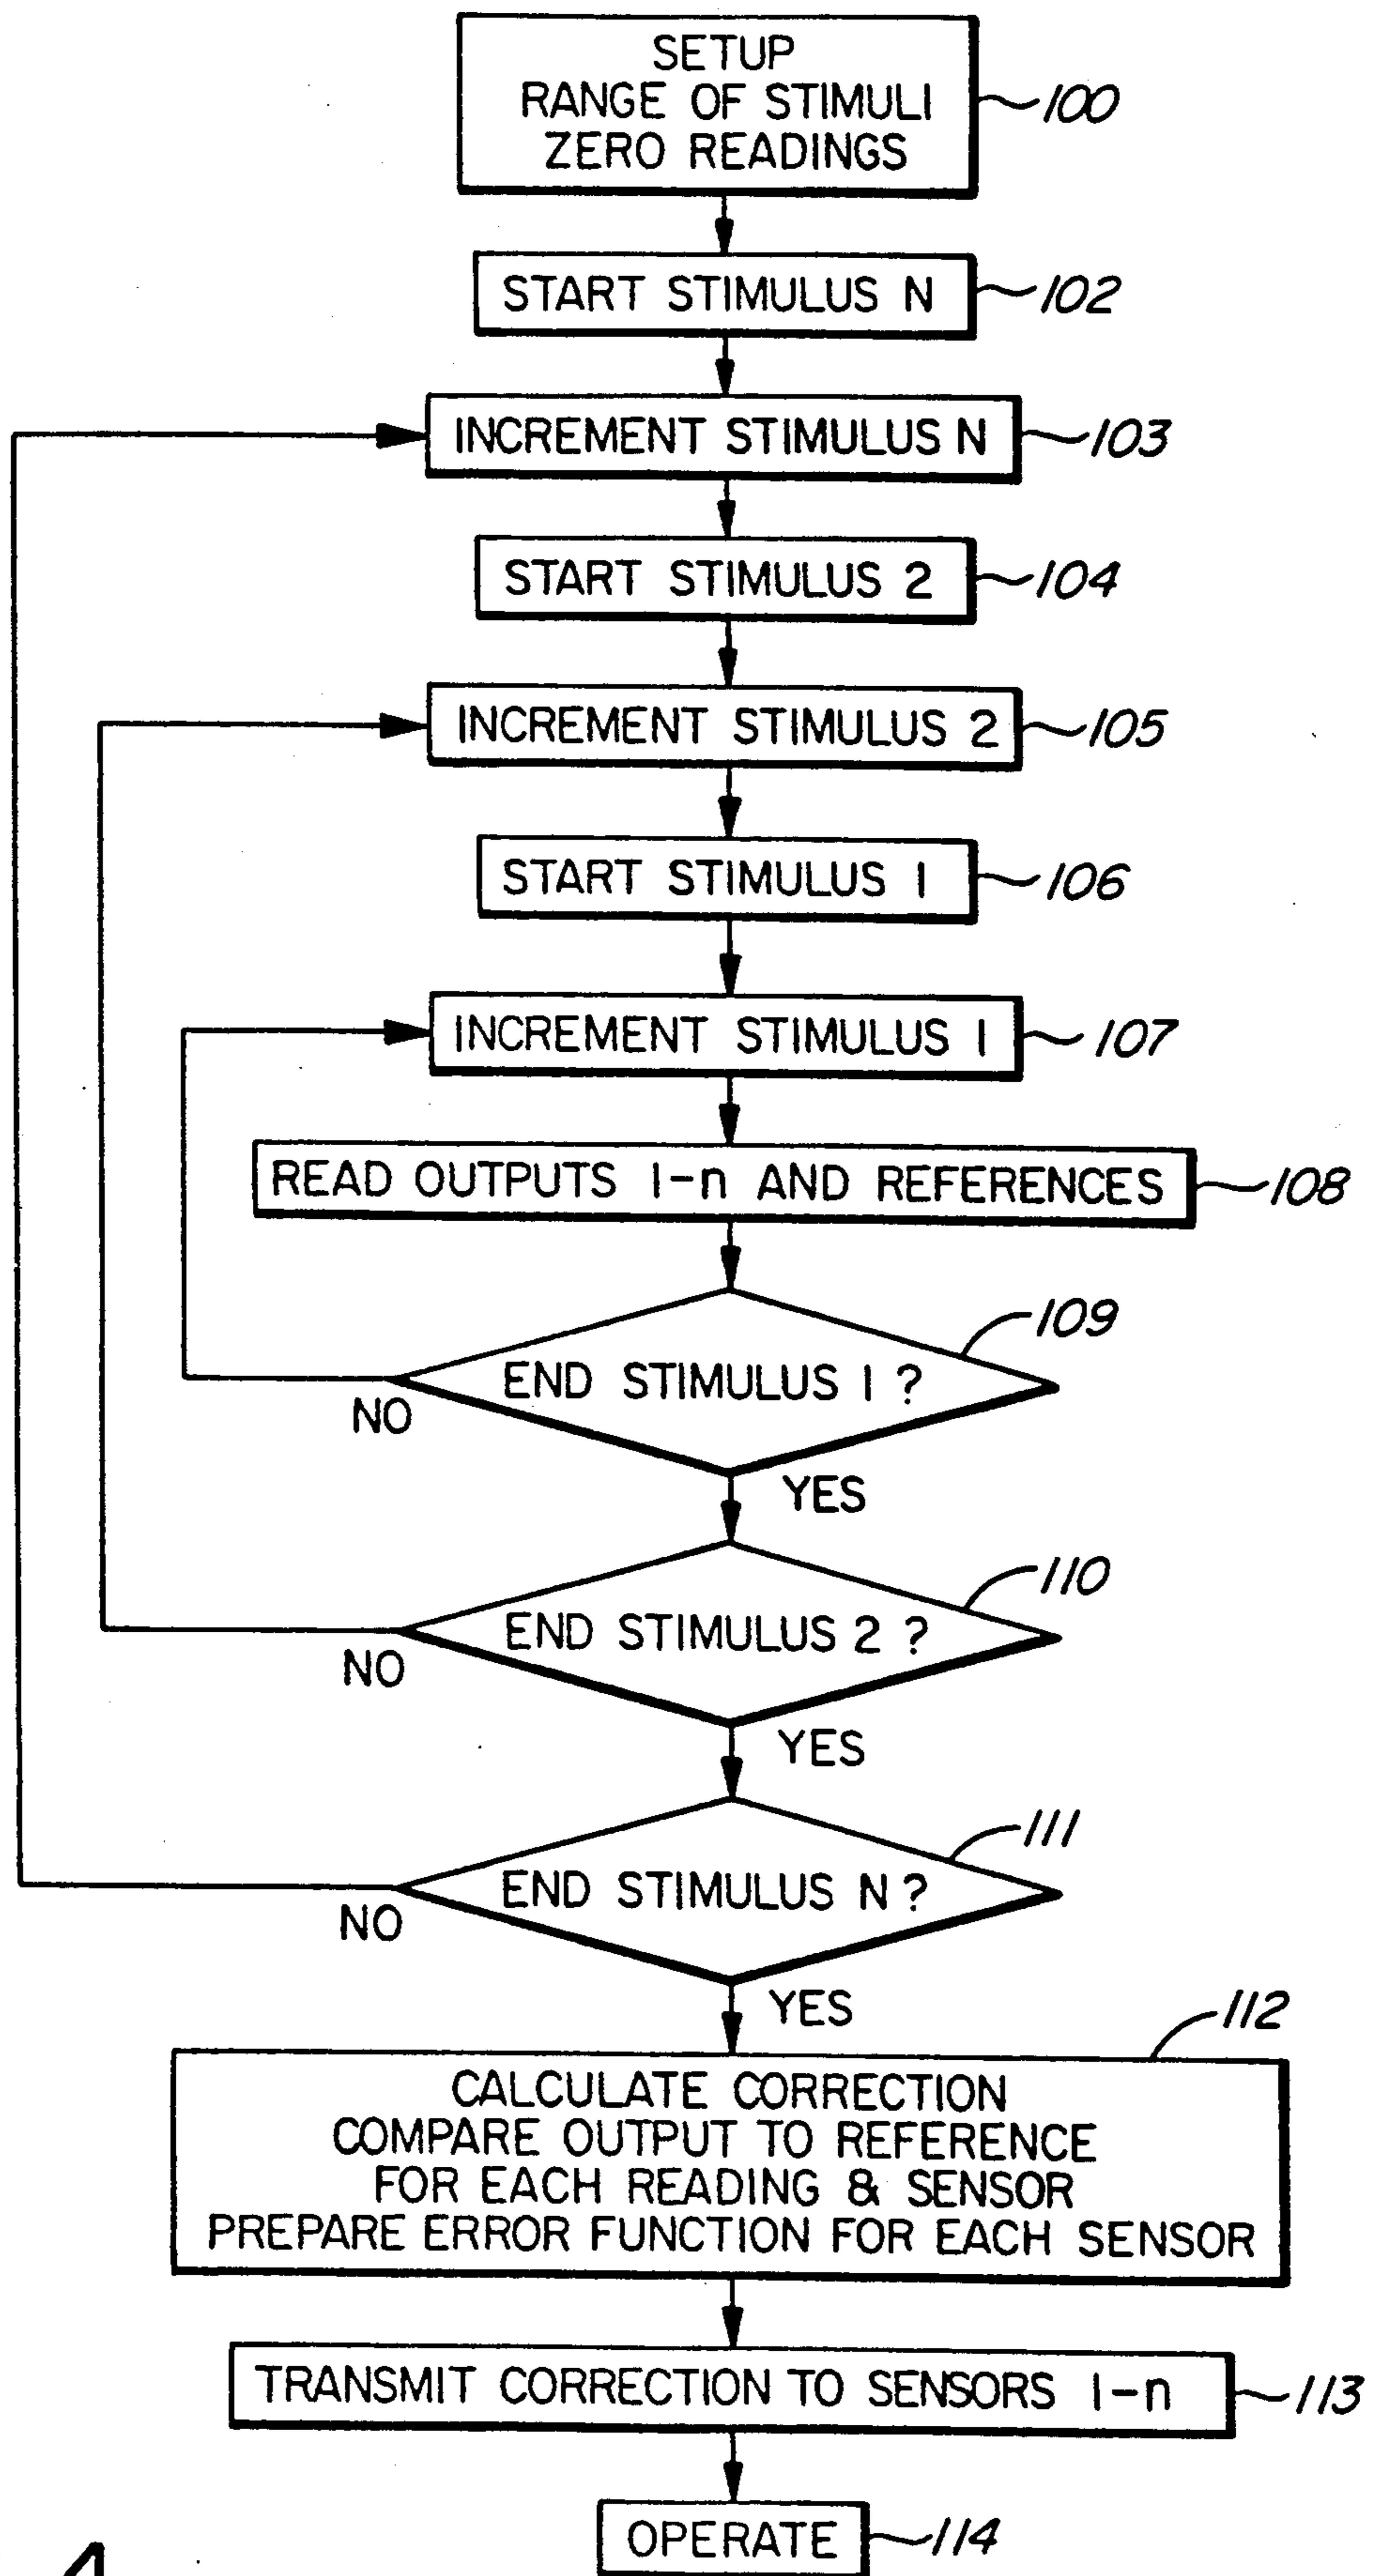 SETUP
RANGE OF STIMULI
ZERO READINGS
100
START STIMULUS N
102
INCREMENT STIMULUS N
103
START STIMULUS 2
104
INCREMENT STIMULUS 2
105
START STIMULUS 1
106
INCREMENT STIMULUS 1
107
READ OUTPUTS 1-n AND REFERENCES
108
109
END STIMULUS 1 ?
NO
YES
110
END STIMULUS 2 ?
NO
YES
111
END STIMULUS N ?
NO
YES
112
CALCULATE CORRECTION
COMPARE OUTPUT TO REFERENCE
FOR EACH READING & SENSOR
PREPARE ERROR FUNCTION FOR EACH SENSOR
TRANSMIT CORRECTION TO SENSORS 1-n
113
OPERATE
114